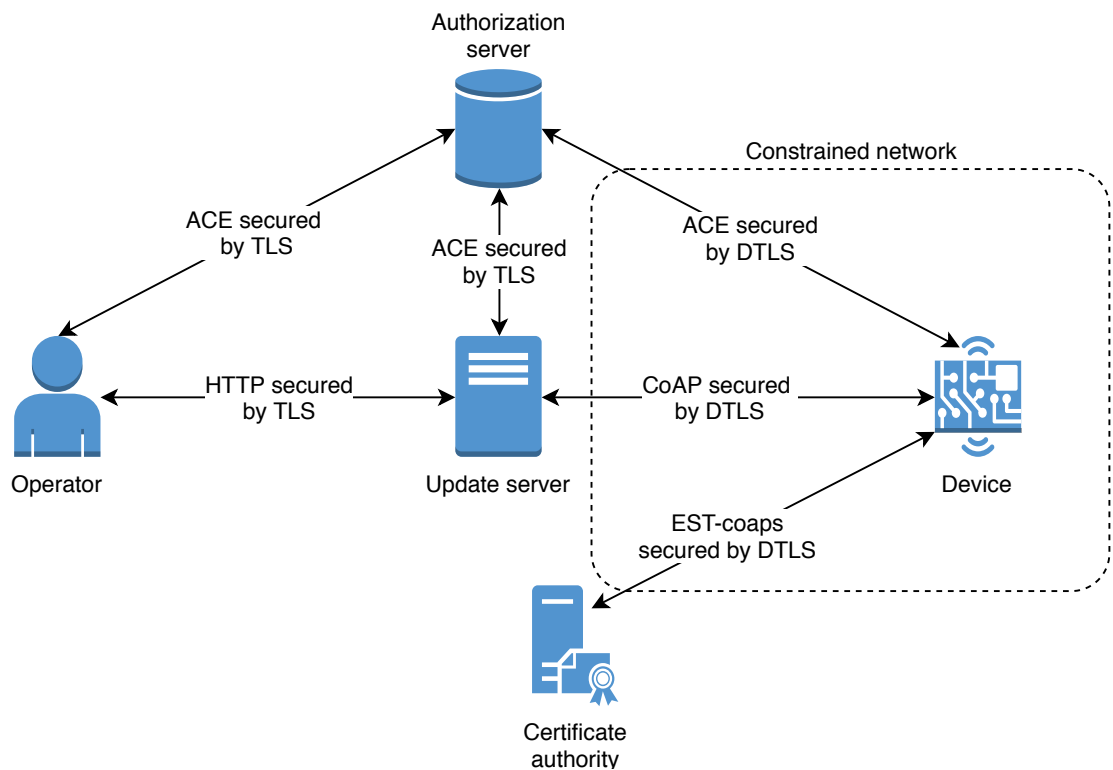 Authorization
server
Constrained network
ACE secured
by TLS
ACE secured
by TLS
ACE secured
by DTLS
HTTP secured
by TLS
CoAP secured
by DTLS
Operator
Update server
Device
EST-coaps
secured by DTLS
Certificate
authority